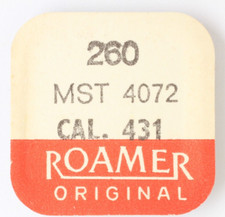 260
MST 4072
CAL. 431
ROAMER
ORIGINAL